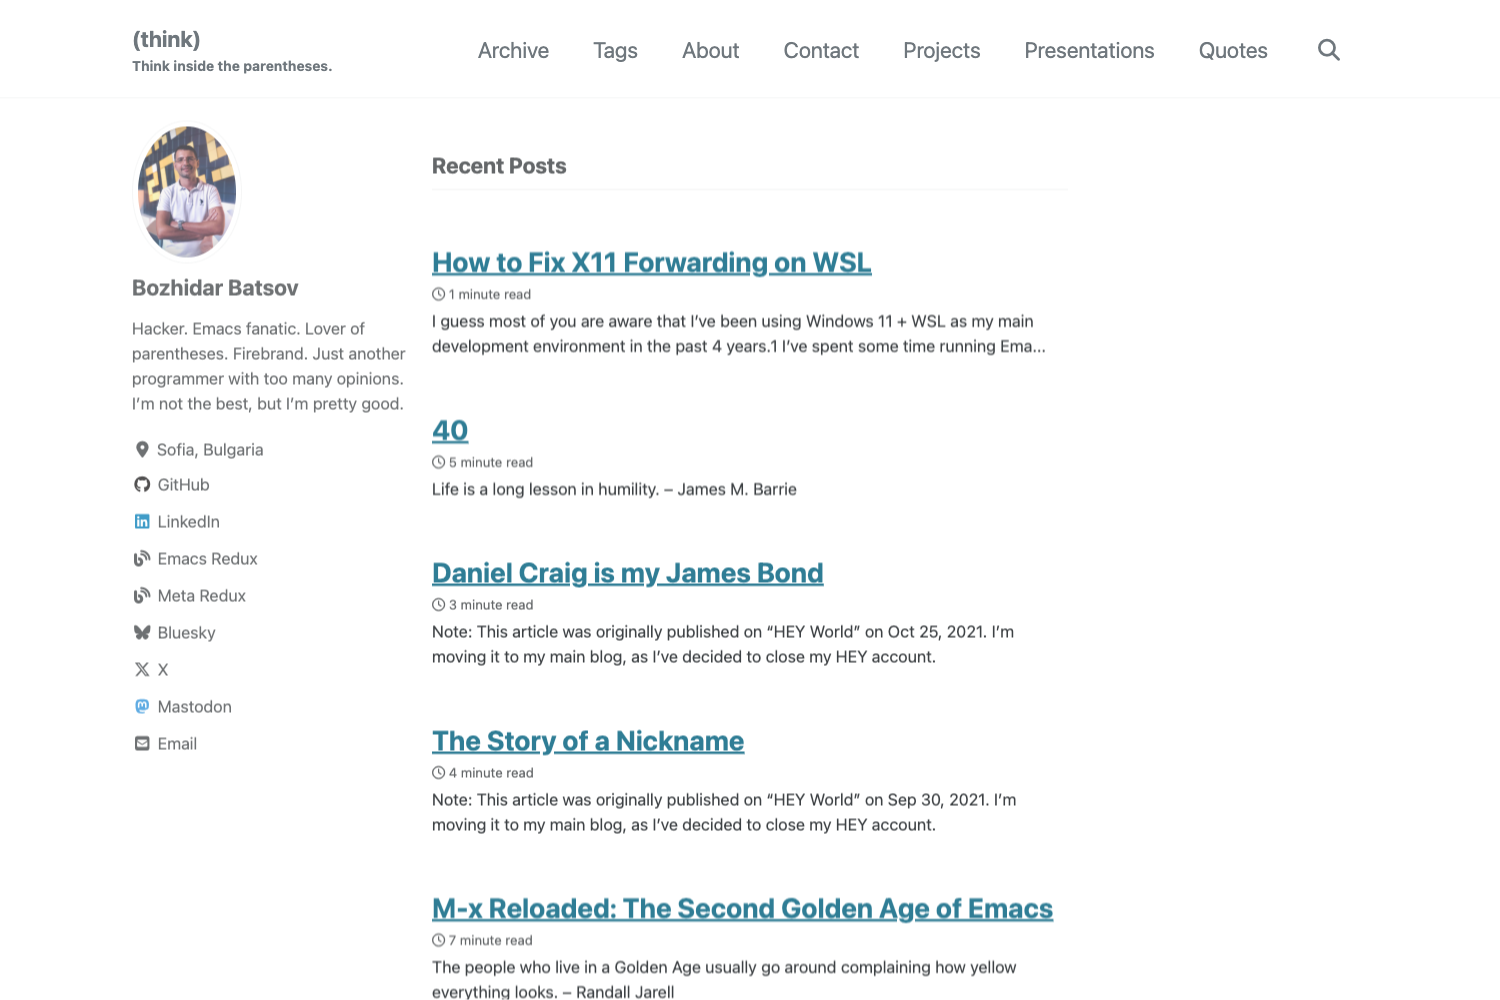 (think)
Think inside the parentheses.
Archive
Tags
About
Contact
Projects
Presentations
Quotes
Bozhidar Batsov
Hacker. Emacs fanatic. Lover of
parentheses. Firebrand. Just another
programmer with too many opinions.
I’m not the best, but I’m pretty good.
Sofia, Bulgaria
GitHub
LinkedIn
Emacs Redux
Meta Redux
Bluesky
X
Mastodon
Email
Recent Posts
How to Fix X11 Forwarding on WSL
1 minute read
I guess most of you are aware that I’ve been using Windows 11 + WSL as my main
development environment in the past 4 years.1 I’ve spent some time running Ema...
40
5 minute read
Life is a long lesson in humility. – James M. Barrie
Daniel Craig is my James Bond
3 minute read
Note: This article was originally published on “HEY World” on Oct 25, 2021. I’m
moving it to my main blog, as I’ve decided to close my HEY account.
The Story of a Nickname
4 minute read
Note: This article was originally published on “HEY World” on Sep 30, 2021. I’m
moving it to my main blog, as I’ve decided to close my HEY account.
M-x Reloaded: The Second Golden Age of Emacs
7 minute read
The people who live in a Golden Age usually go around complaining how yellow
everything looks. – Randall Jarell